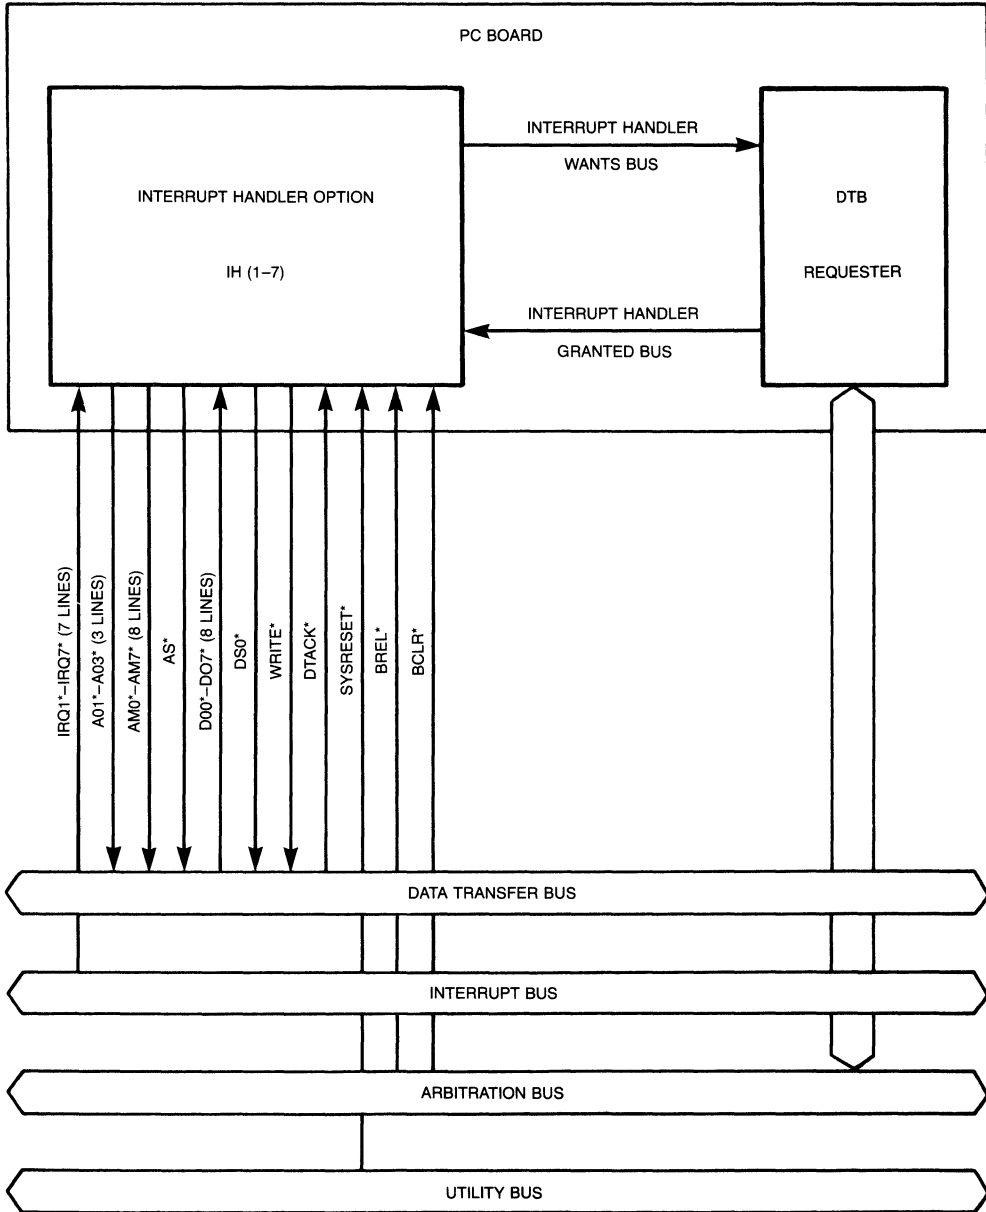 PC BOARD
INTERRUPT HANDLER
WANTS BUS
INTERRUPT HANDLER OPTION
IH (1–7)
DTB
REQUESTER
INTERRUPT HANDLER
GRANTED BUS
IRQ1*–IRQ7* (7 LINES)
A01*–A03* (3 LINES)
AM0*–AM7* (8 LINES)
AS*
D00*–DO7* (8 LINES)
DS0*
WRITE*
DTACK*
SYSRESET*
BREL*
BCLR*
DATA TRANSFER BUS
INTERRUPT BUS
ARBITRATION BUS
UTILITY BUS